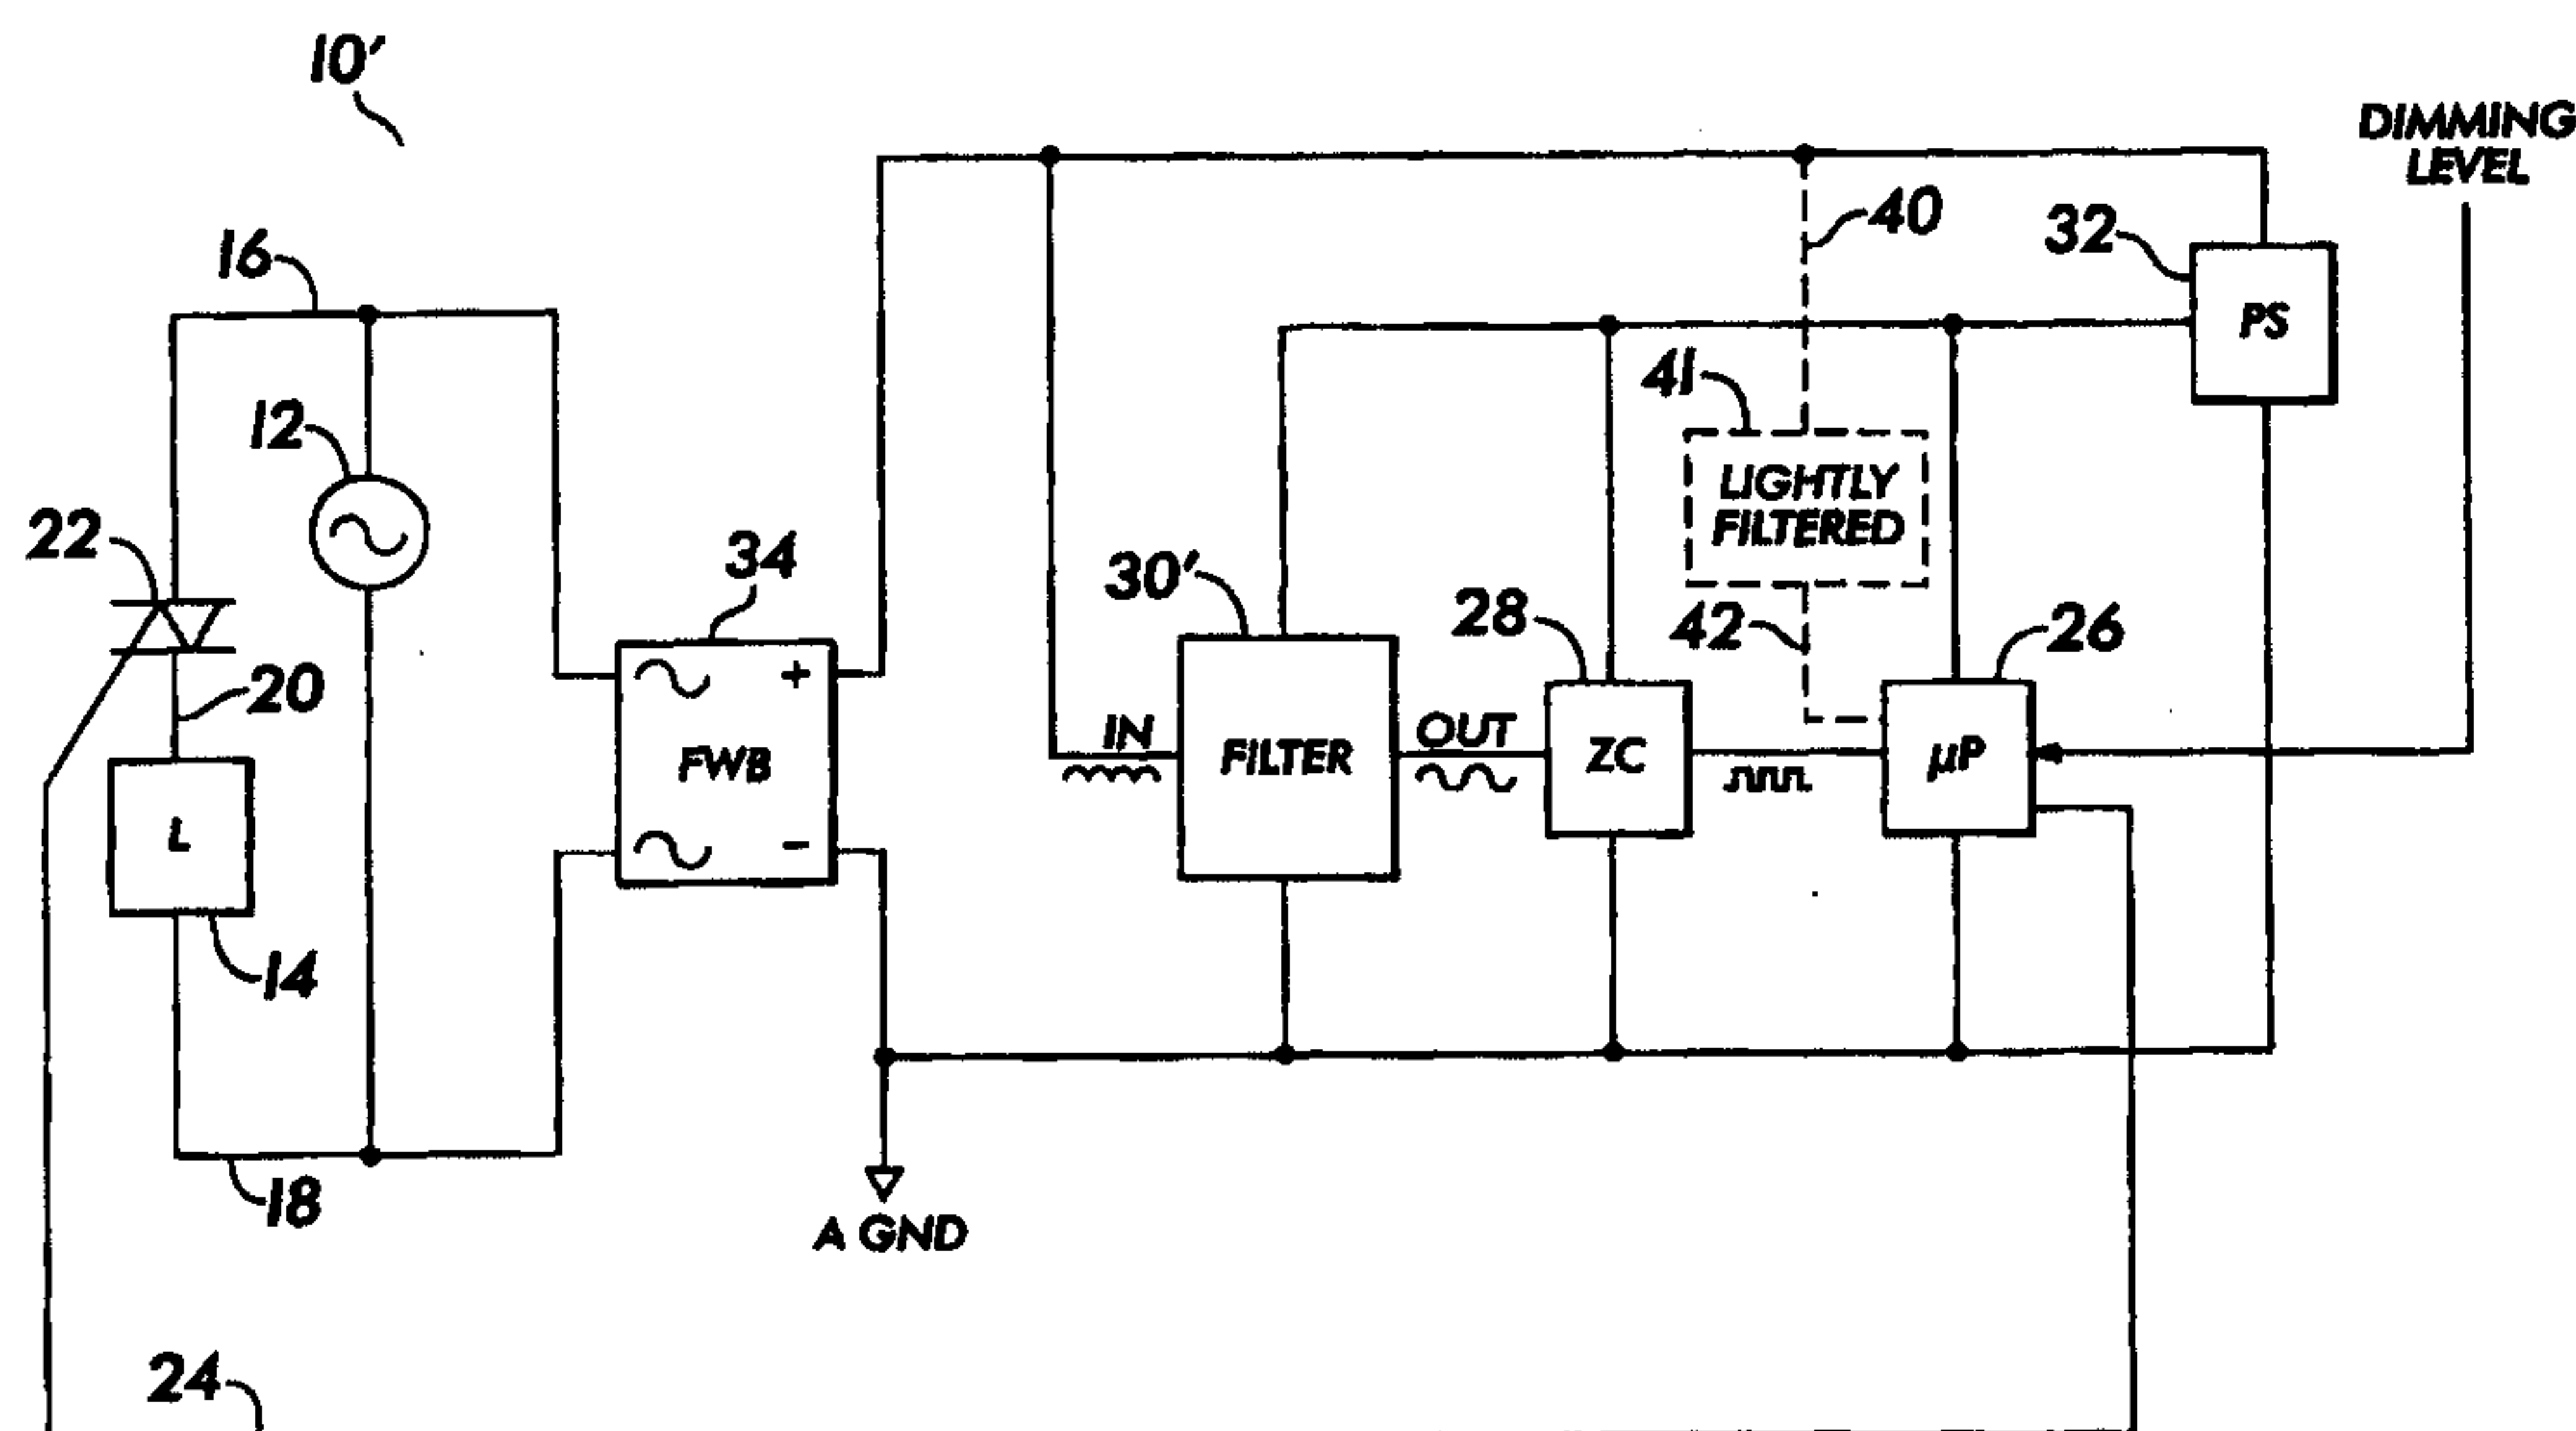 10'
DIMMING
LEVEL
16
40
32
PS
12
41
LIGHTLY
FILTERED
22
34
30'
28
42
26
20
IN
OUT
+
FWB
FILTER
ZC
µP
L
−
14
18
A GND
24